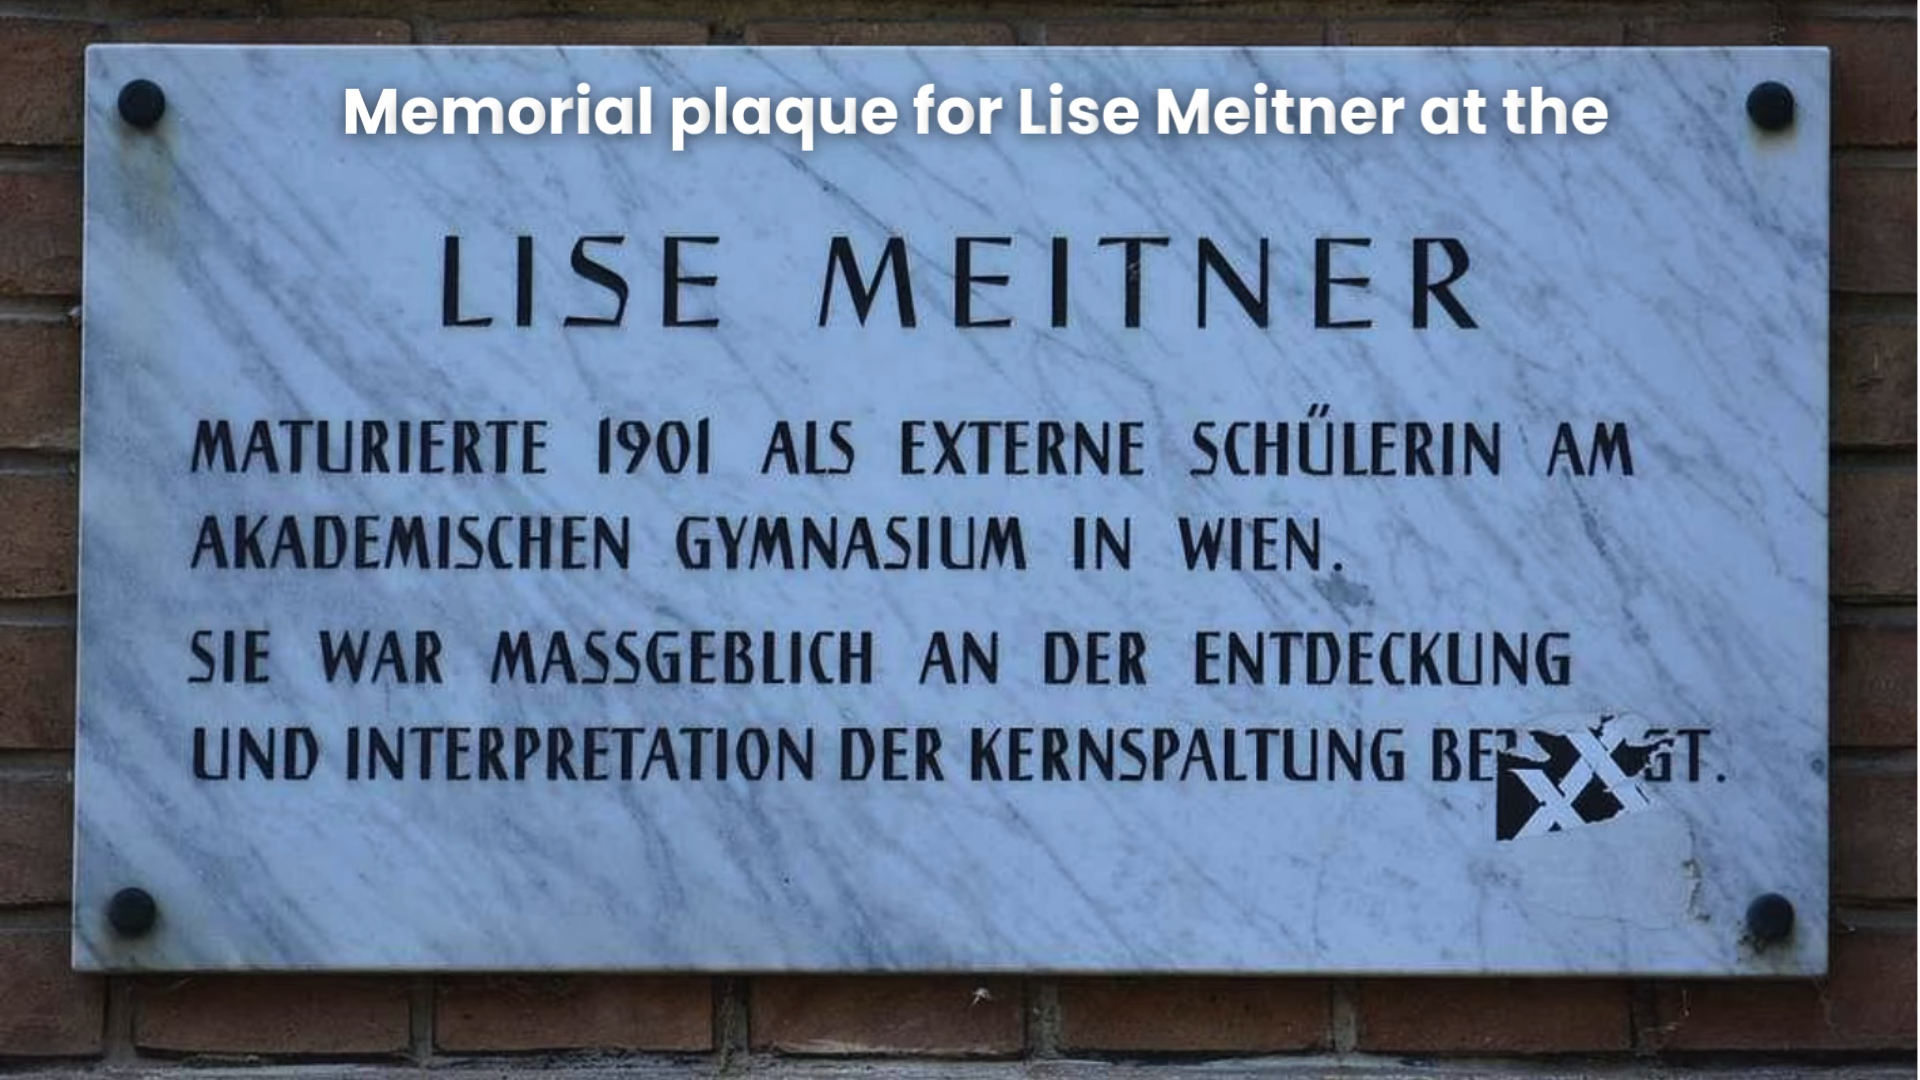 Memorial plaque for Lise Meitner at the
LISE MEITNER
MATURIERTE 1901 ALS EXTERNE SCHÜLERIN AM
AKADEMISCHEN GYMNASIUM IN WIEN.
SIE WAR MASSGEBLICH AN DER ENTDECKUNG
UND INTERPRETATION DER KERNSPALTUNG